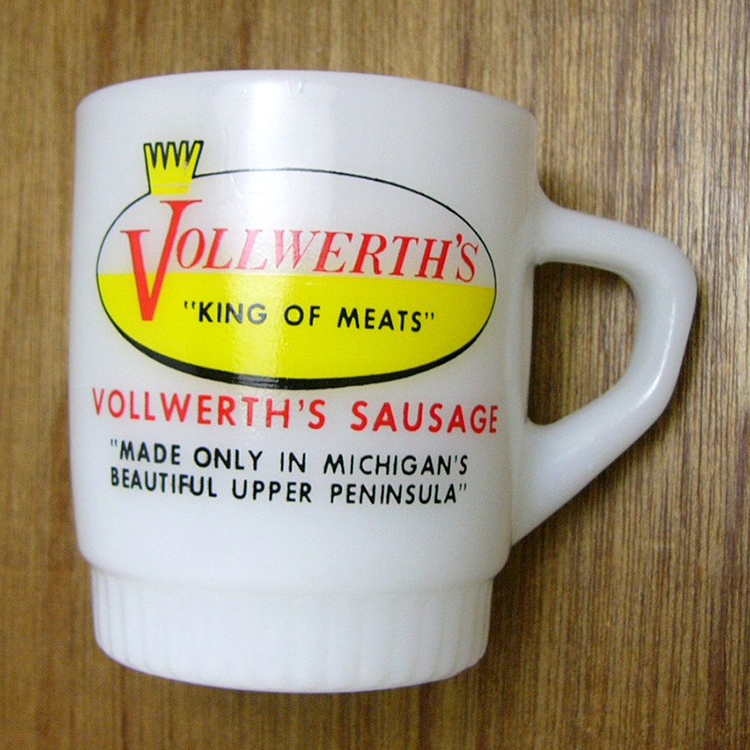 VOLLWERTH'S
"KING OF MEATS"
VOLLWERTH'S SAUSAGE
"MADE ONLY IN MICHIGAN'S
BEAUTIFUL UPPER PENINSULA"